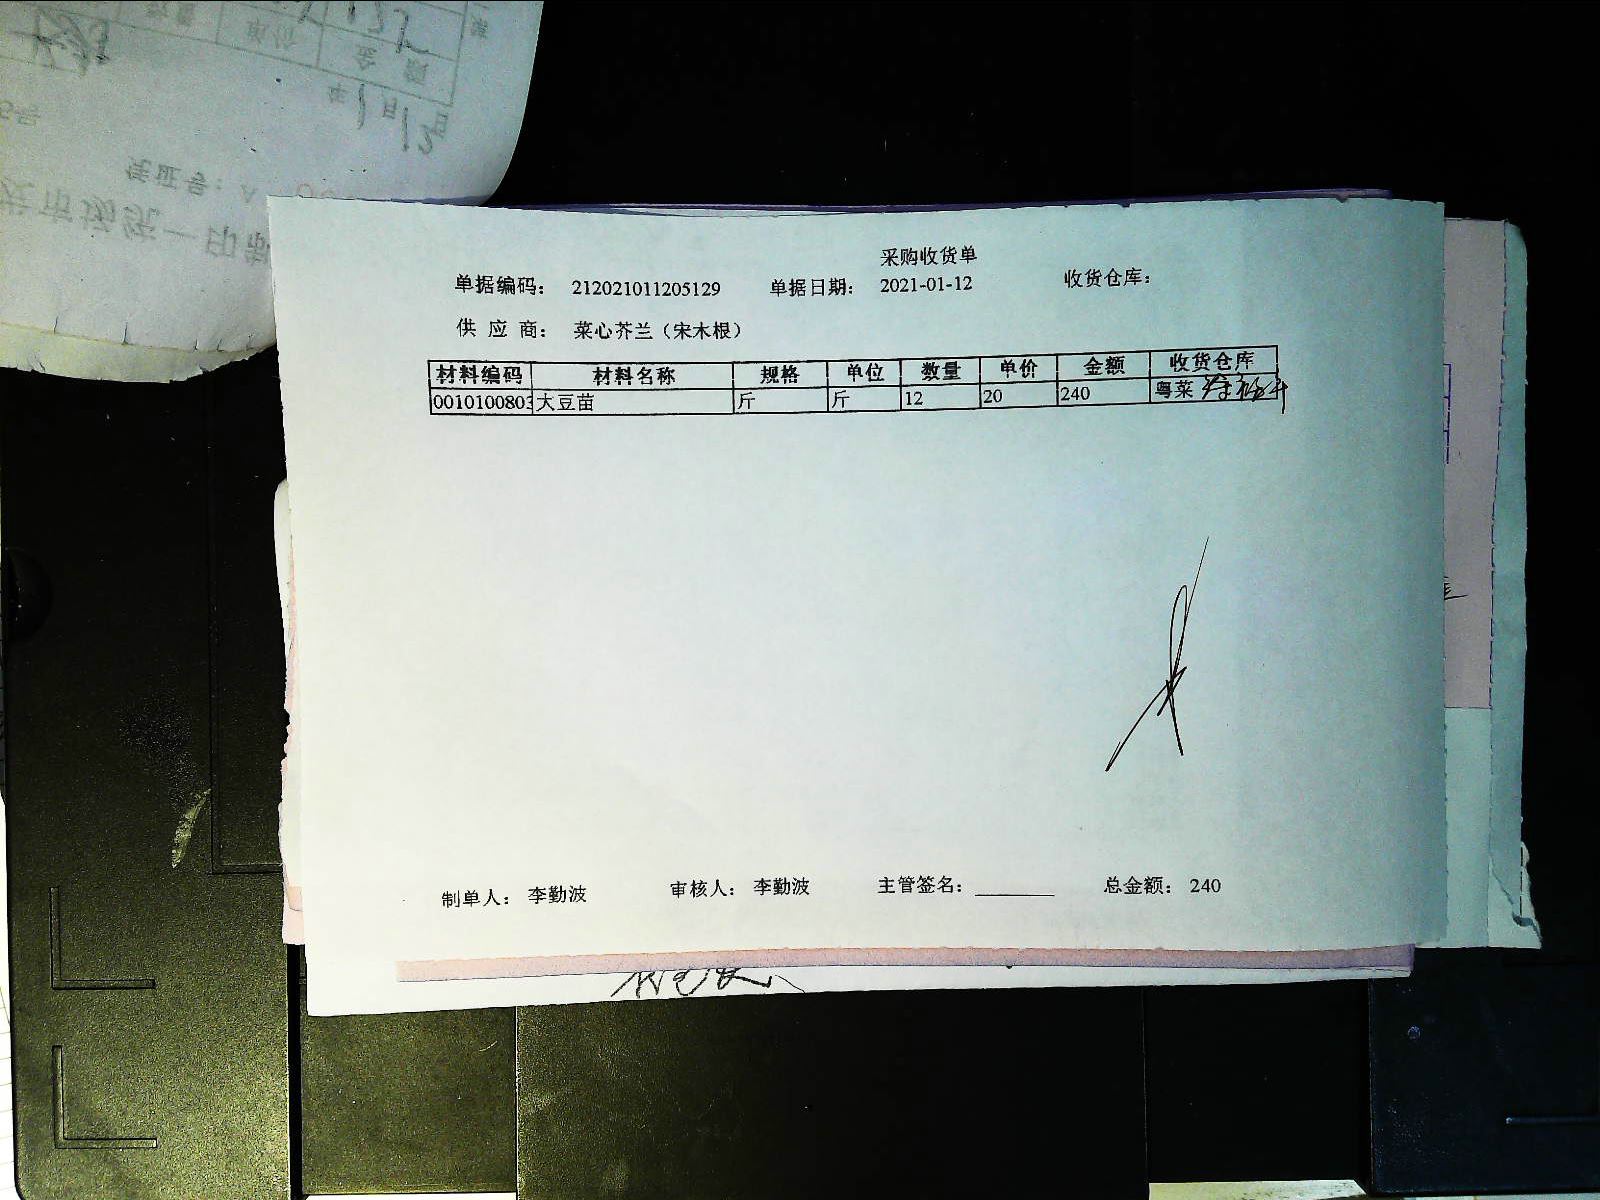 采购收货单
单据编码： 212021011205129 单据日期： 2021-01-12 收货仓库：
供 应 商： 菜心芥兰（宋木根）
材料编码 材料名称 规格 单位 数量 单价 金额 收货仓库
0010100803 大豆苗 斤 斤 12 20 240 粤菜
制单人： 李勤波 审核人： 李勤波 主管签名： 总金额： 240